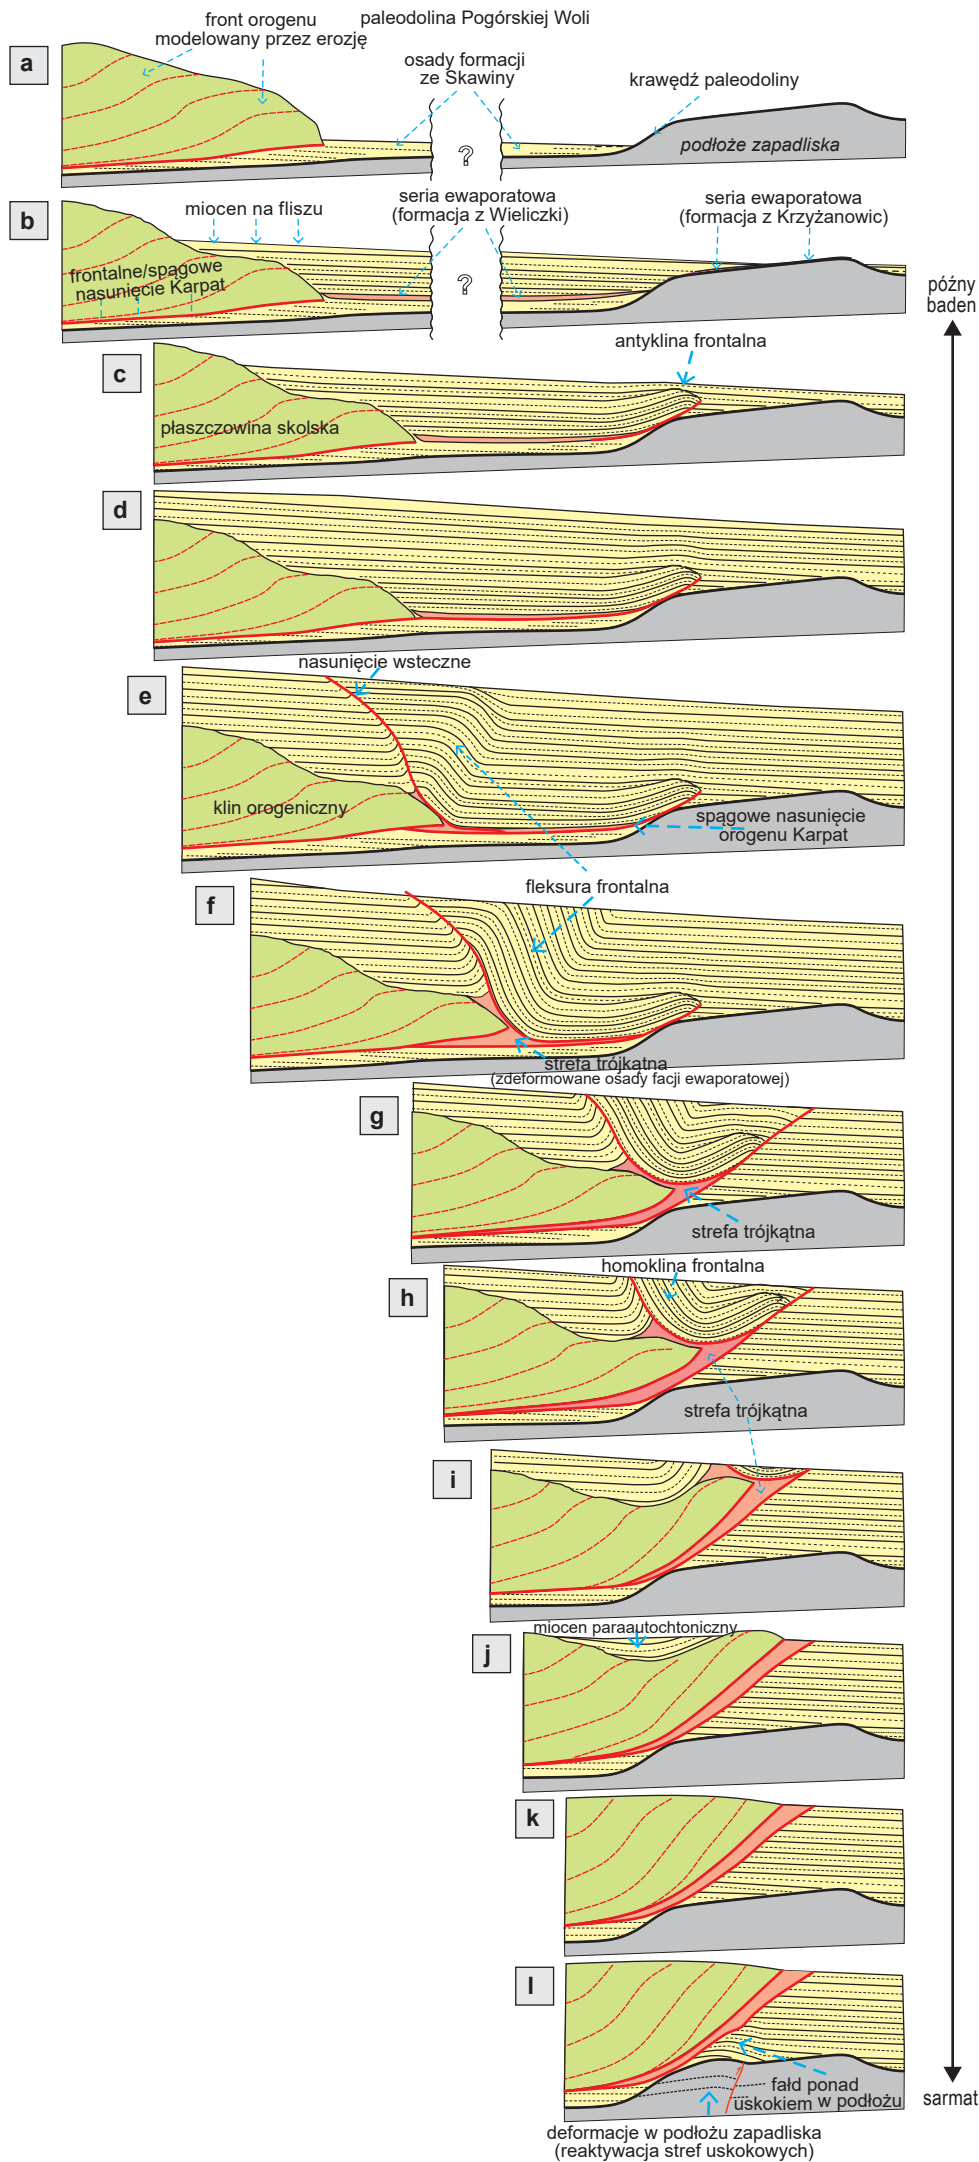 front orogenu
modelowany przez erozję
paleodolina Pogórskiej Woli
a
osady formacji
ze Skawiny
krawędź paleodoliny
?
podłoże zapadliska
b
miocen na fliszu
seria ewaporatowa
(formacja z Wieliczki)
seria ewaporatowa
(formacja z Krzyżanowic)
frontalne/spągowe
nasunięcie Karpat
?
późny
baden
c
antyklina frontalna
płaszczowina skolska
d
nasunięcie wsteczne
e
klin orogeniczny
spągowe nasunięcie
orogenu Karpat
f
fleksura frontalna
strefa trójkątna
(zdeformowane osady facji ewaporatowej)
g
strefa trójkątna
homoklina frontalna
h
strefa trójkątna
i
miocen paraautochtoniczny
j
k
l
fałd ponad
uskokiem w podłożu
sarmat
deformacje w podłożu zapadliska
(reaktywacja stref uskokowych)